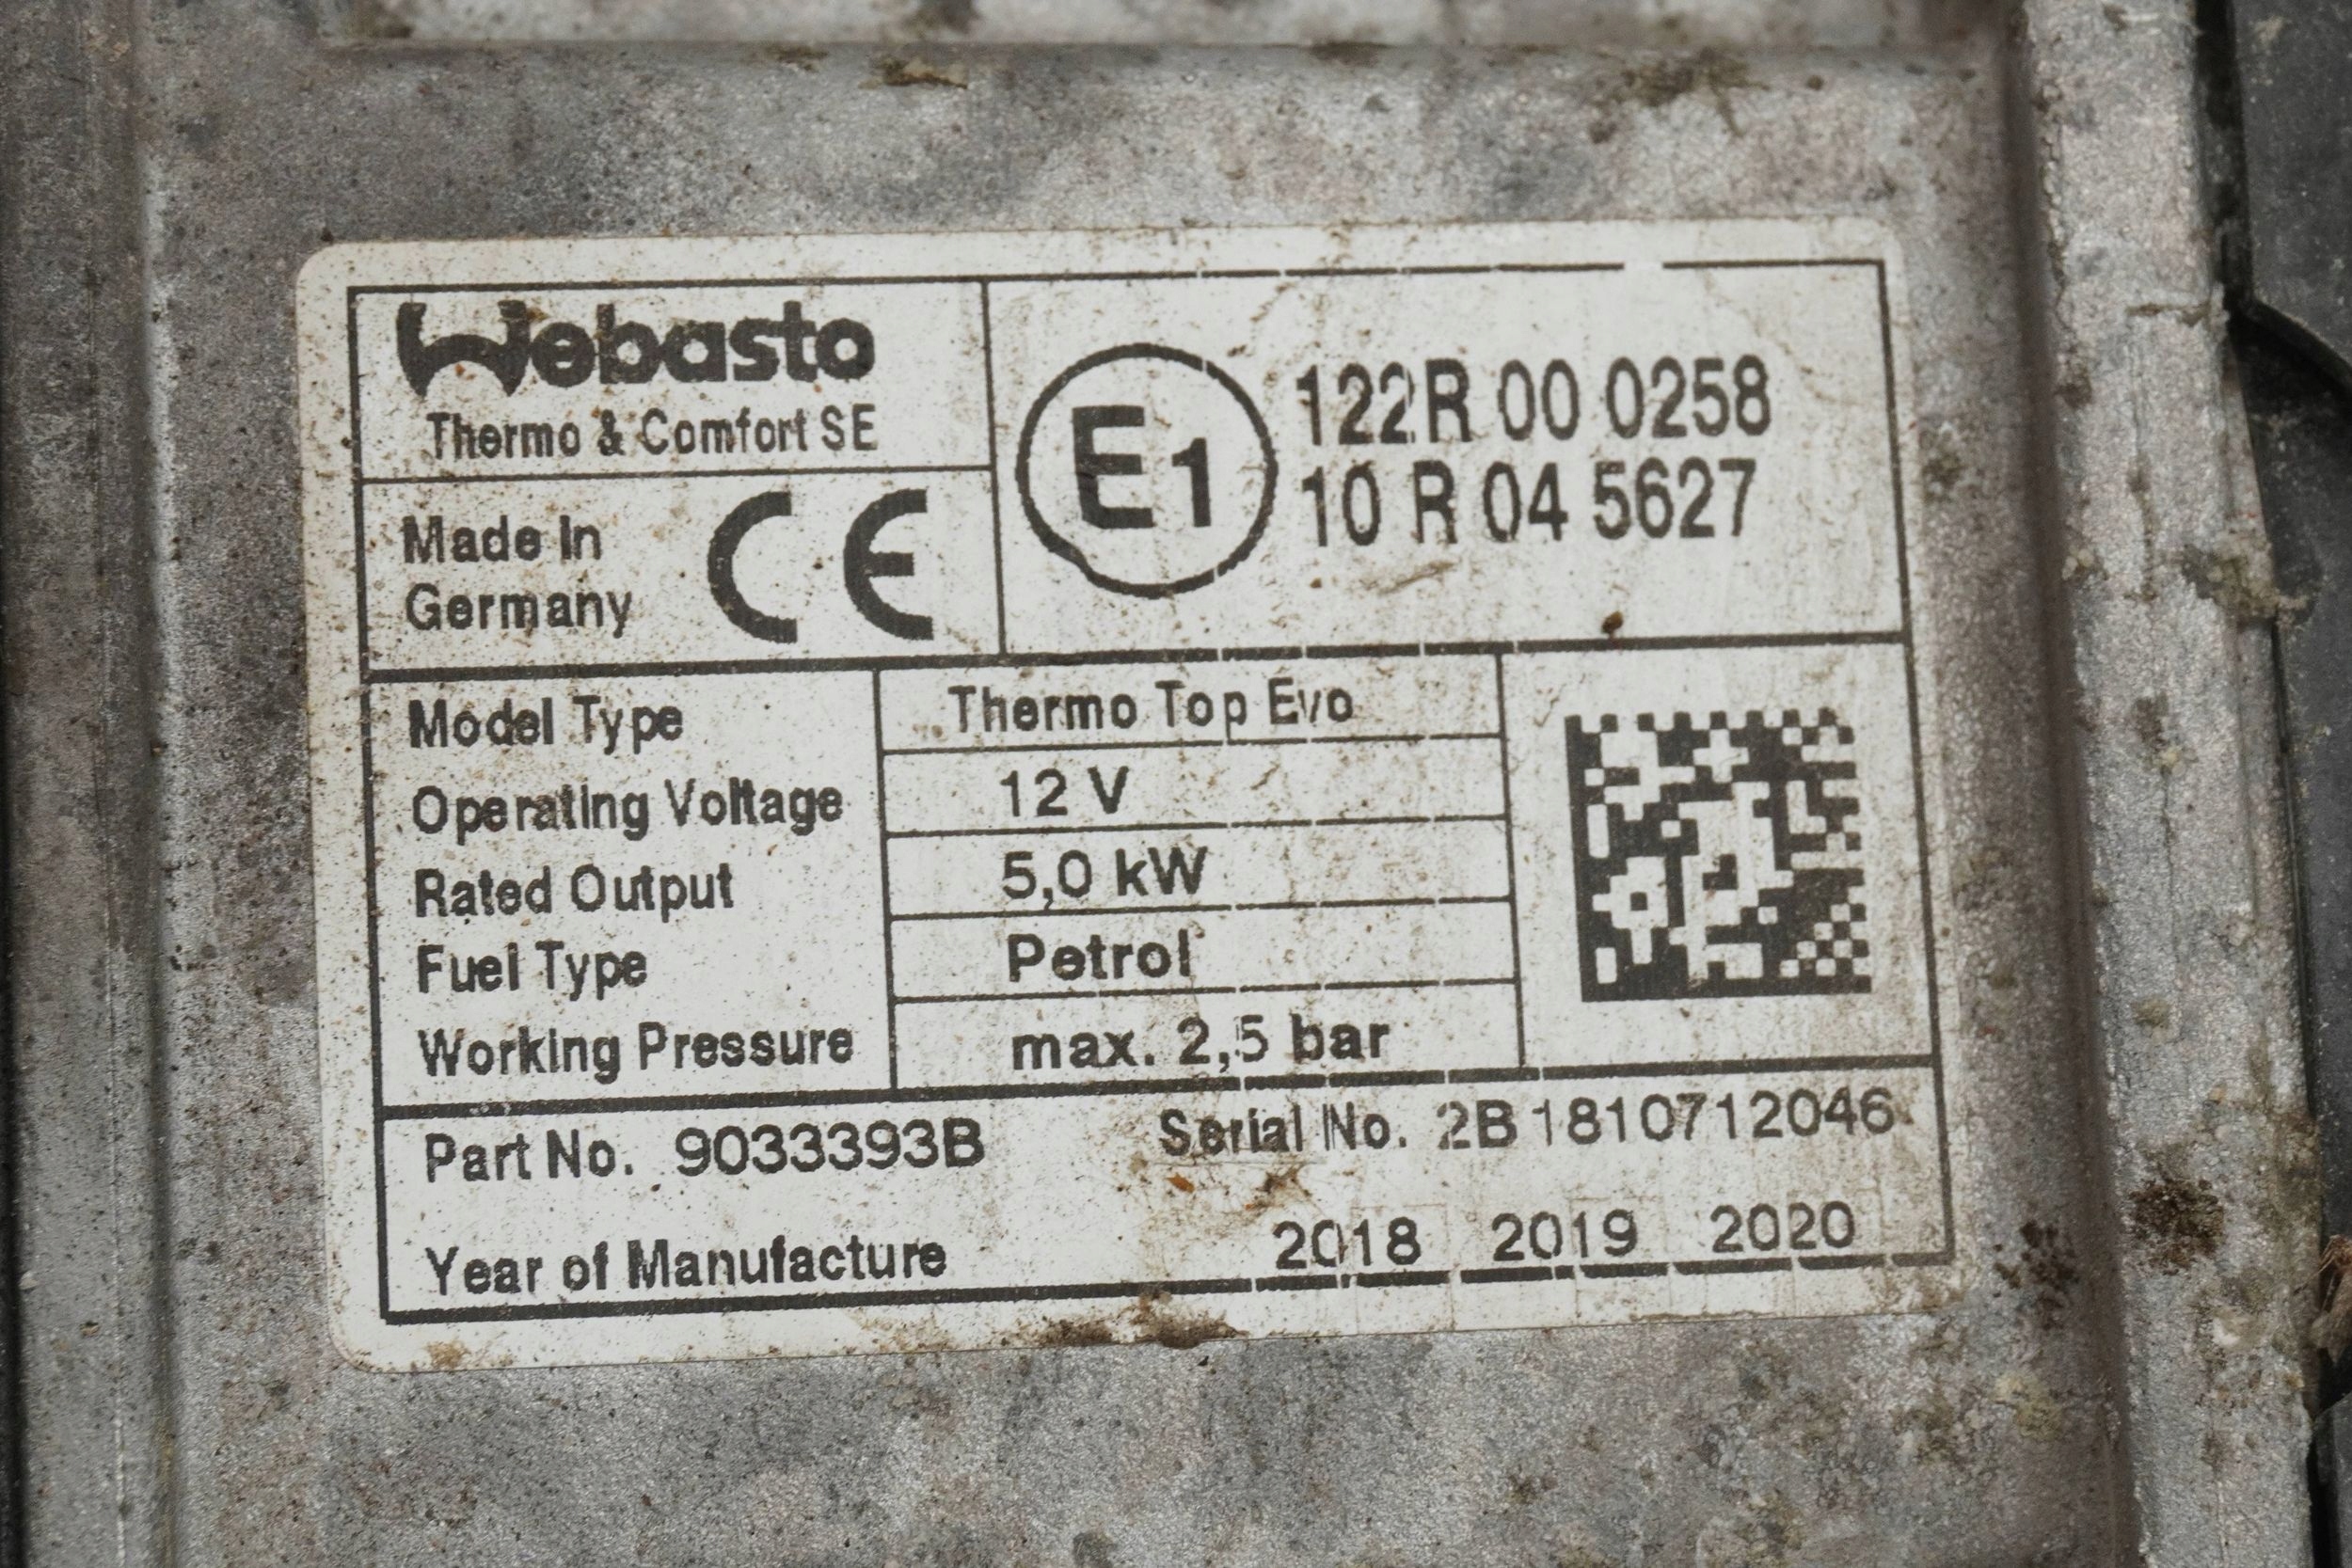 Webasto
Thermo & Comfort SE
Made In
Germany
CE
E1
122R 00 0258
10 R 04 5627
Model Type Thermo Top Evo
Operating Voltage 12 V
Rated Output 5,0 kW
Fuel Type Petrol
Working Pressure max. 2,5 bar
Part No. 9033393B Serial No. 2B1810712046
Year of Manufacture 2018 2019 2020